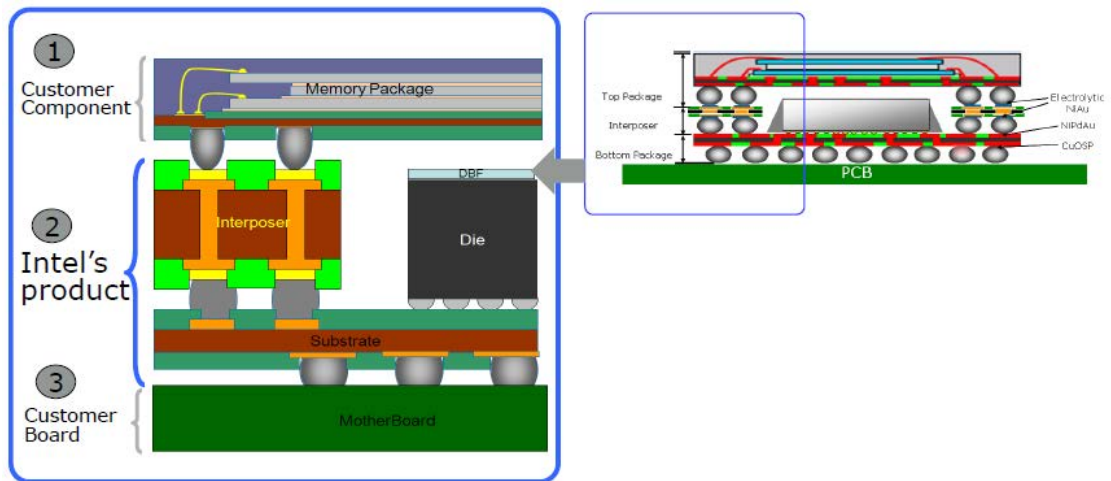 1
Customer
Component
Memory Package
2
Intel's
product
Interposer
DBF
Die
Substrate
3
Customer
Board
MotherBoard
Top Package
Interposer
Bottom Package
Electrolytic
NiAu
NiPdAu
CuOSP
PCB